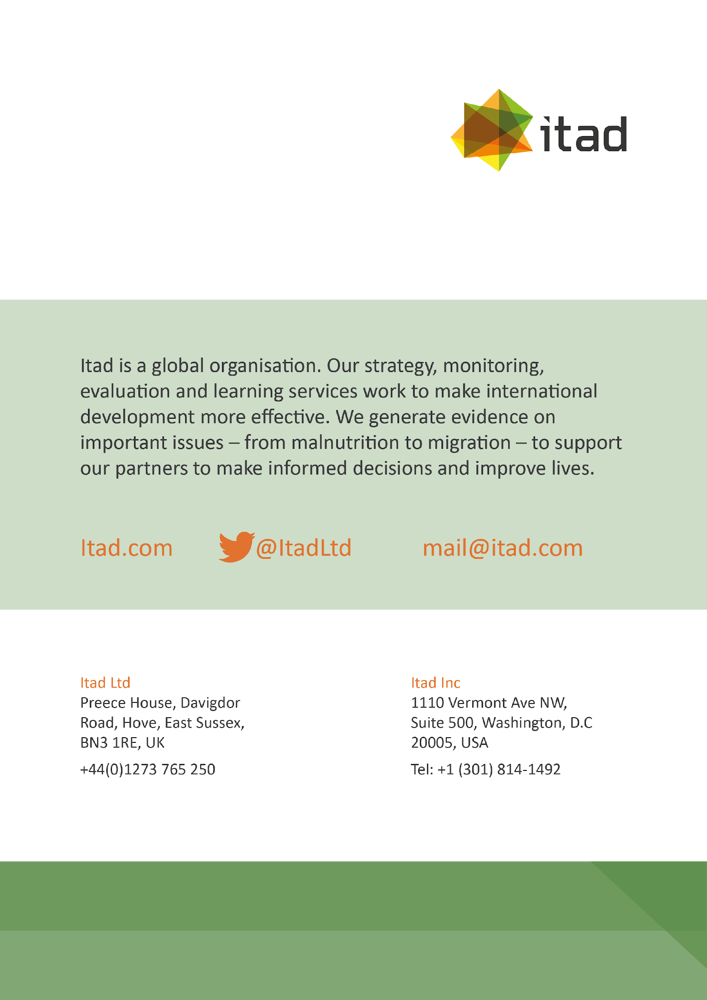 itad
Itad is a global organisation. Our strategy, monitoring,
evaluation and learning services work to make international
development more effective. We generate evidence on
important issues – from malnutrition to migration – to support
our partners to make informed decisions and improve lives.
Itad.com @ItadLtd mail@itad.com
Itad Ltd
Preece House, Davigdor
Road, Hove, East Sussex,
BN3 1RE, UK
+44(0)1273 765 250
Itad Inc
1110 Vermont Ave NW,
Suite 500, Washington, D.C
20005, USA
Tel: +1 (301) 814-1492